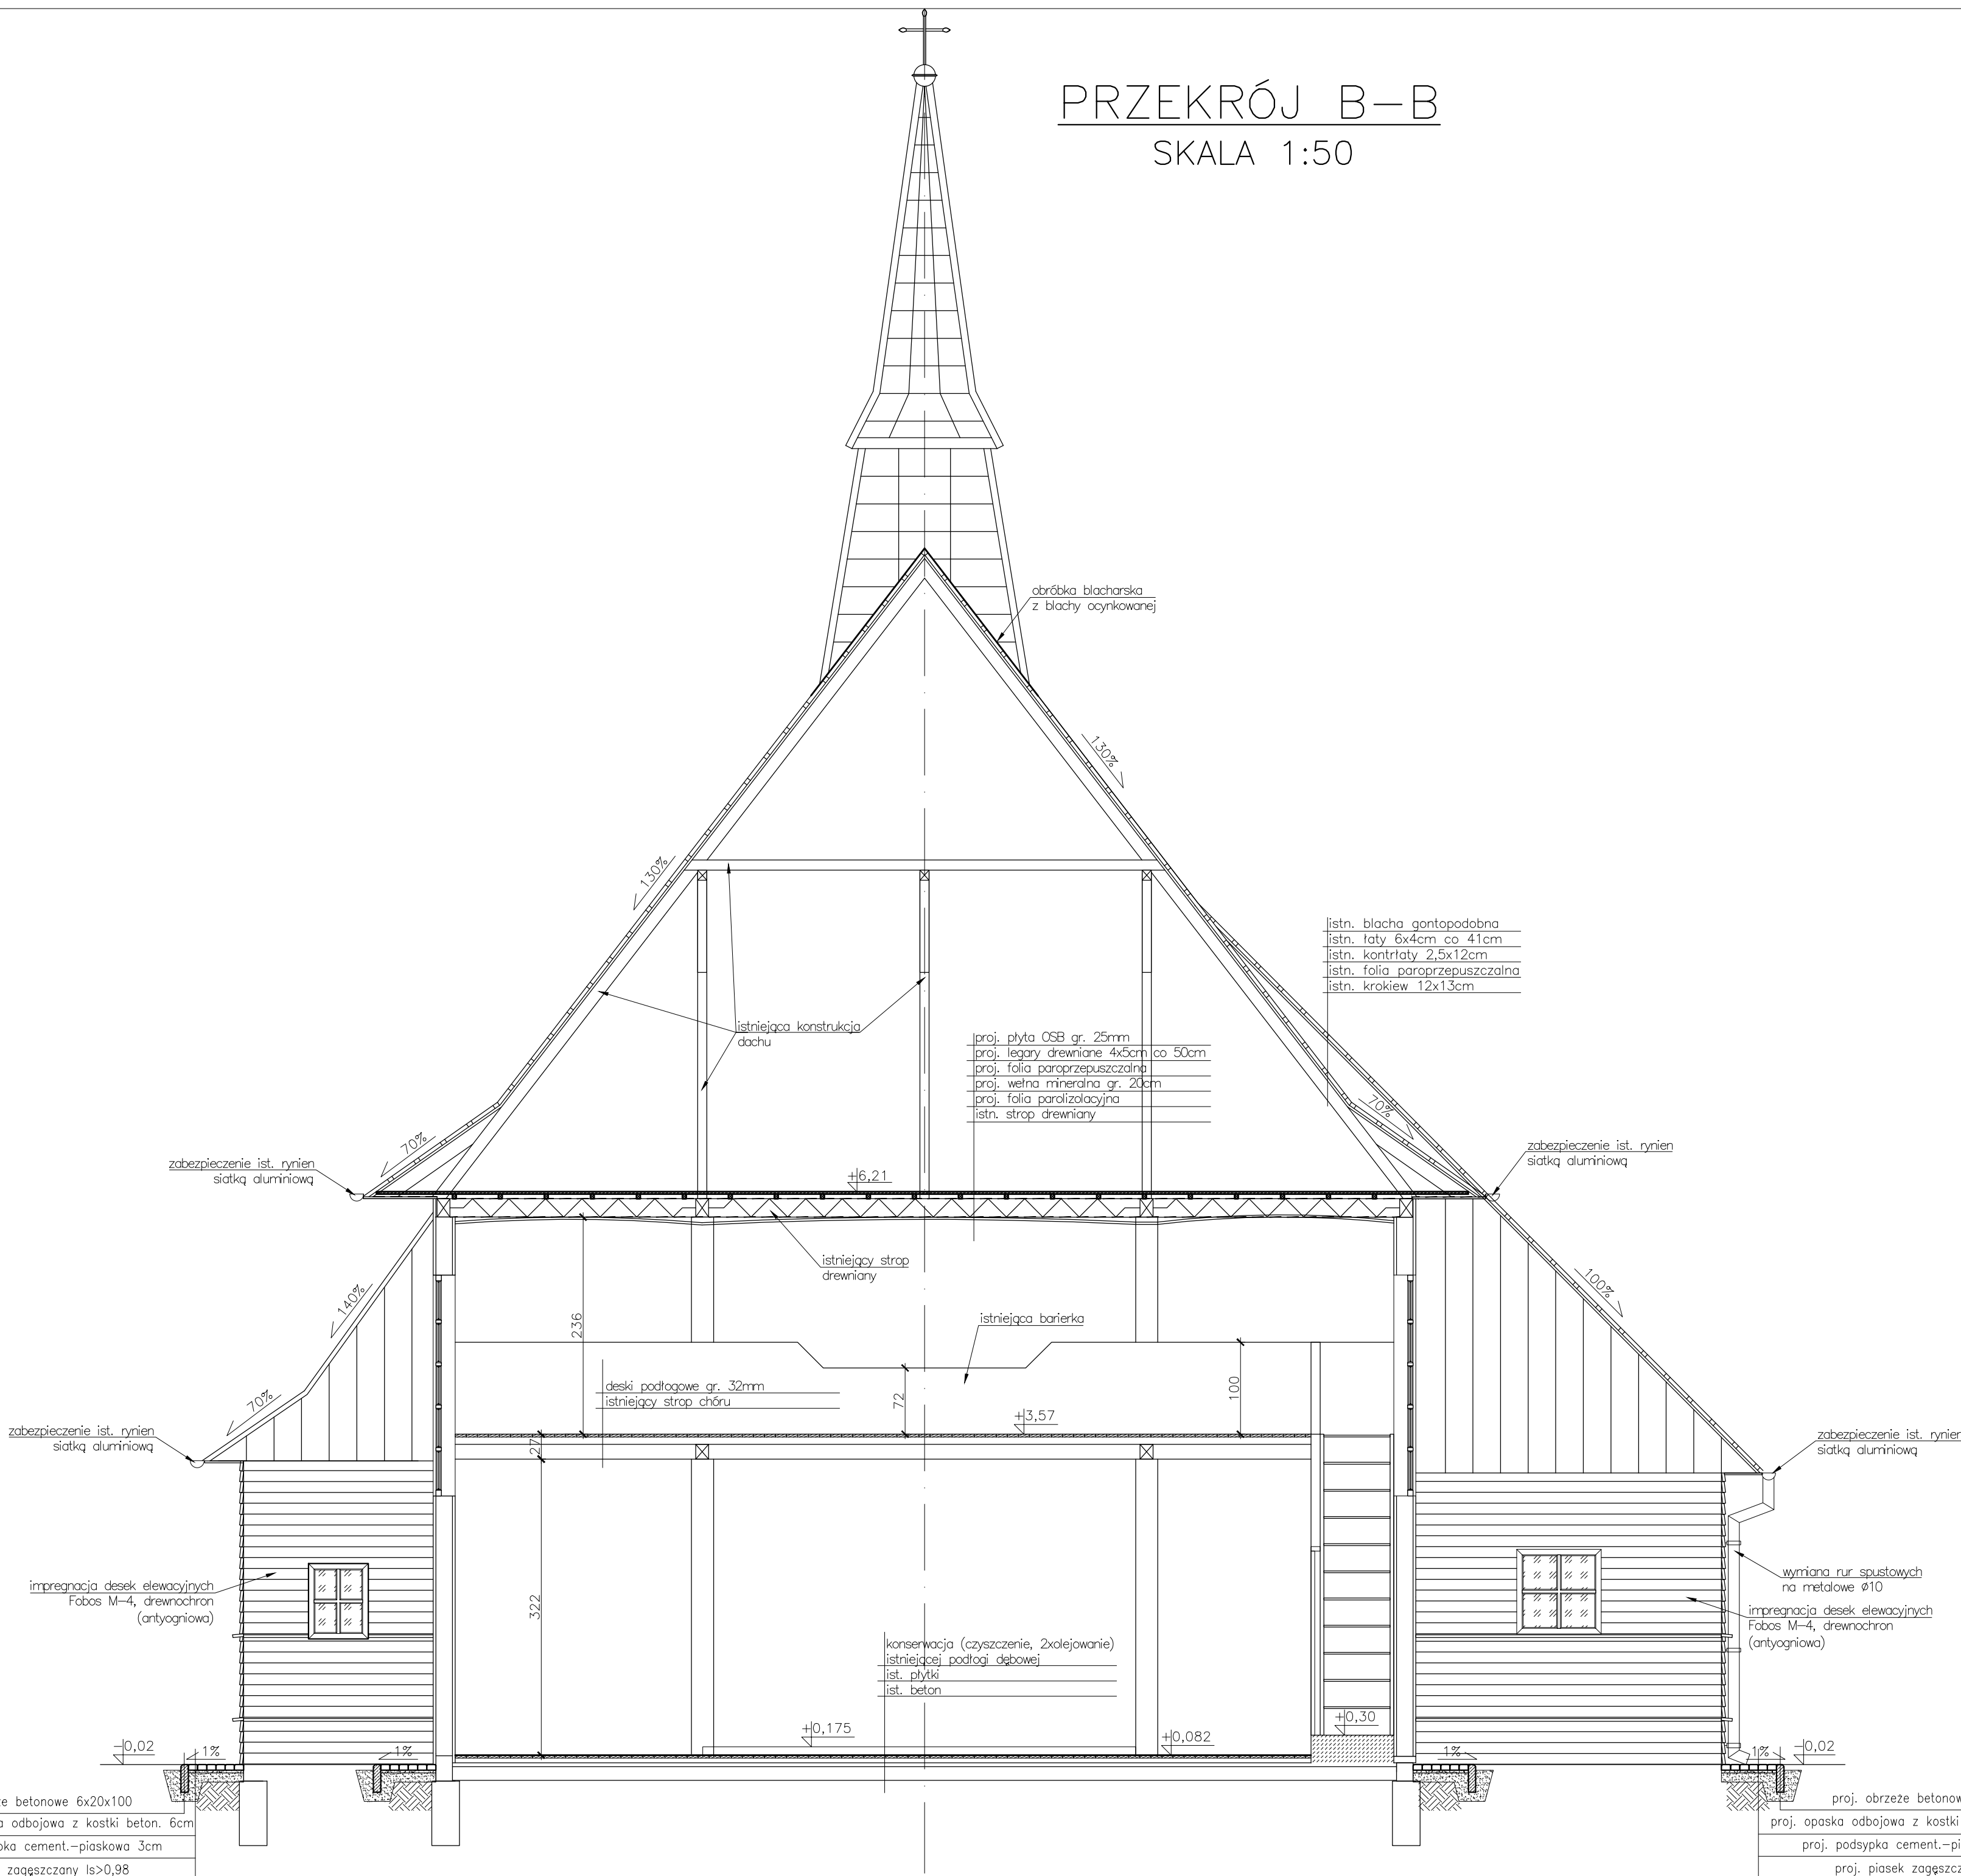 PRZEKRÓJ B–B
SKALA 1:50
obróbka blacharska
z blachy ocynkowanej
130%
130%
istn. blacha gontopodobna
istn. łaty 6x4cm co 41cm
istn. kontrłaty 2,5x12cm
istn. folia paroprzepuszczalna
istn. krokiew 12x13cm
istniejąca konstrukcja
dachu
proj. płyta OSB gr. 25mm
proj. legary drewniane 4x5cm co 50cm
proj. folia paroprzepuszczalna
proj. wełna mineralna gr. 20cm
proj. folia parolizolacyjna
istn. strop drewniany
70%
70%
zabezpieczenie ist. rynien
siatką aluminiową
zabezpieczenie ist. rynien
siatką aluminiową
+6,21
istniejący strop
drewniany
140%
100%
236
istniejąca barierka
deski podłogowe gr. 32mm
istniejący strop chóru
72
100
70%
+3,57
27
zabezpieczenie ist. rynien
siatką aluminiową
zabezpieczenie ist. rynien
siatką aluminiową
impregnacja desek elewacyjnych
Fobos M–4, drewnochron
(antyogniowa)
322
wymiana rur spustowych
na metalowe ø10
impregnacja desek elewacyjnych
Fobos M–4, drewnochron
(antyogniowa)
konserwacja (czyszczenie, 2xolejowanie)
istniejącej podłogi dębowej
ist. płytki
ist. beton
+0,175
+0,082
+0,30
–0,02
1%
1%
1%
1%
–0,02
betonowe 6x20x100
odbojowa z kostki beton. 6cm
cement.–piaskowa 3cm
zagęszczany Is>0,98
proj. obrzeże
proj. opaska odbojowa z kostki
proj. podsypka
proj. piasek